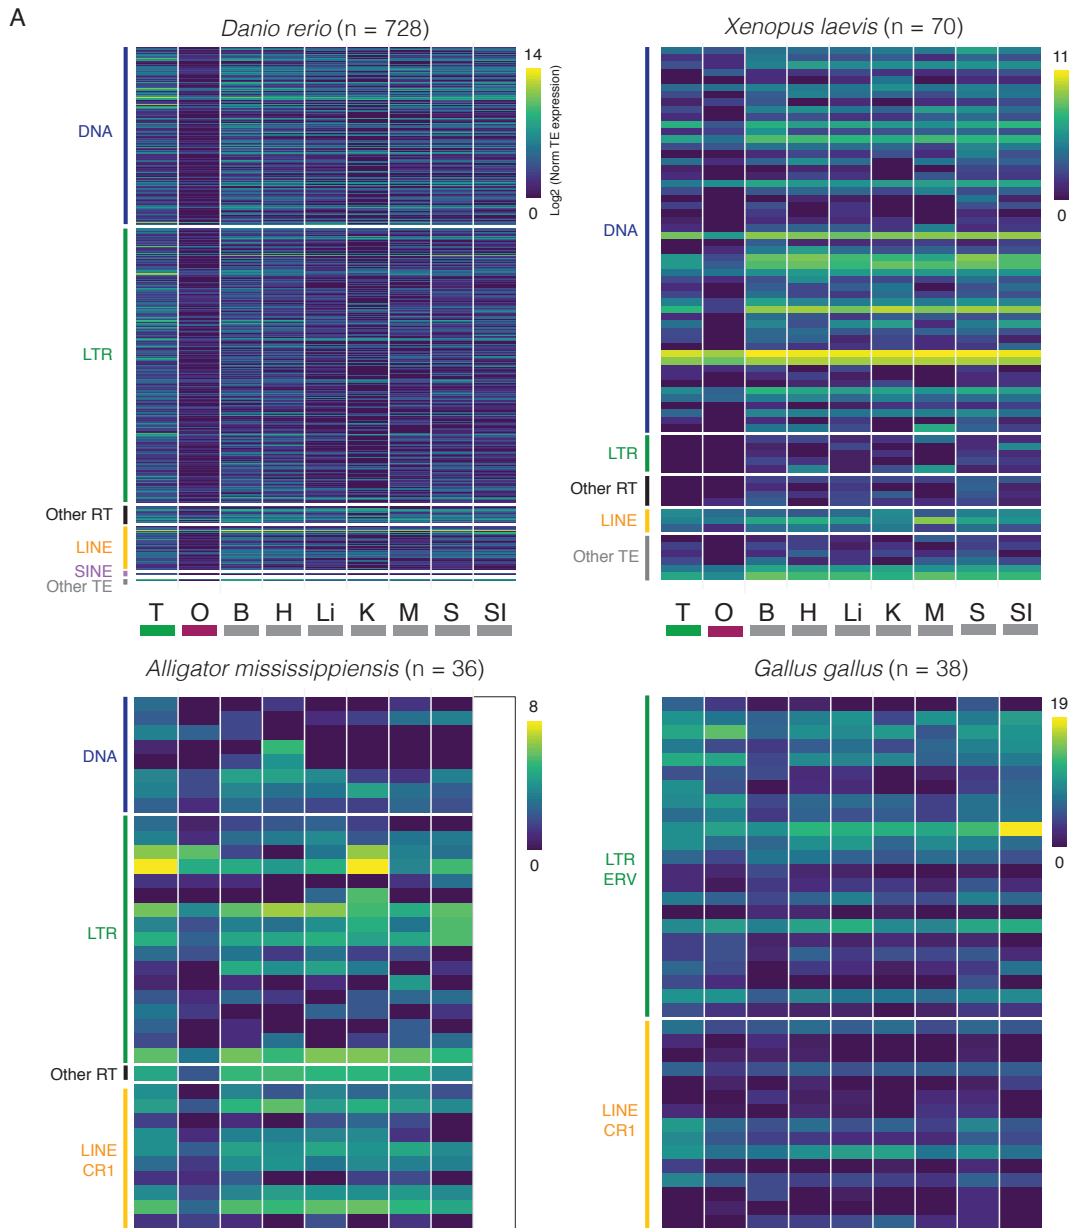 A
Danio rerio (n = 728)
14
0
Log2 (Norm TE expression)
DNA
LTR
Other RT
LINE
SINE
Other TE
T O B H Li K M S SI
Xenopus laevis (n = 70)
11
0
DNA
LTR
Other RT
LINE
Other TE
T O B H Li K M S SI
Alligator mississippiensis (n = 36)
8
0
DNA
LTR
Other RT
LINE
CR1
Gallus gallus (n = 38)
19
0
LTR
ERV
LINE
CR1